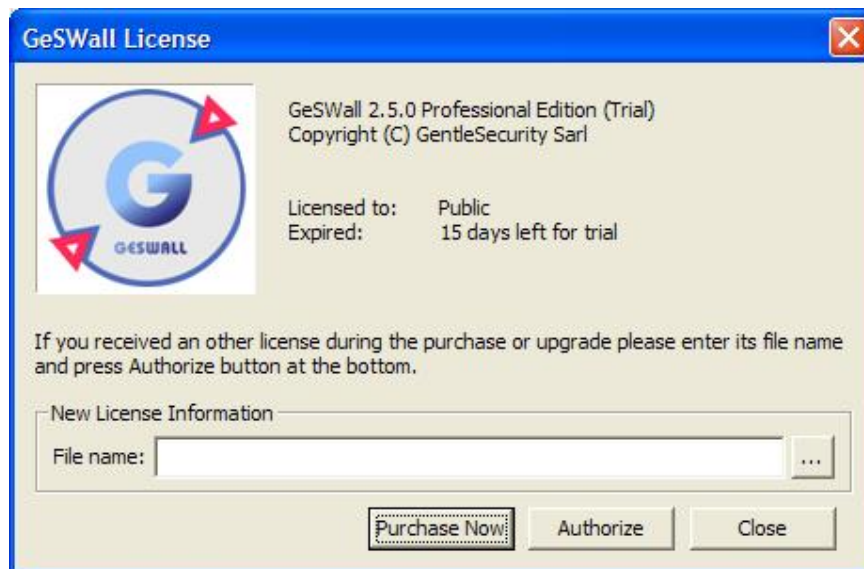 GeSWall License
GeSWall 2.5.0 Professional Edition (Trial)
Copyright (C) GentleSecurity Sarl
G
GESWALL
Licensed to: Public
Expired: 15 days left for trial
If you received an other license during the purchase or upgrade please enter its file name
and press Authorize button at the bottom.
New License Information
File name:
...
Purchase Now Authorize Close